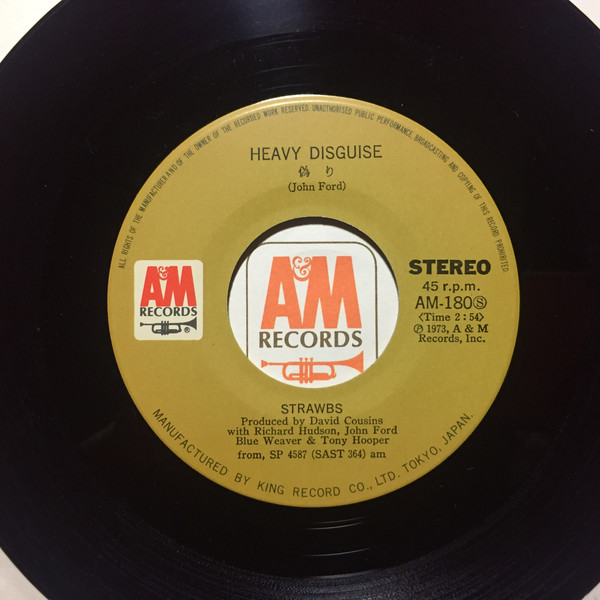 ALL RIGHTS OF THE MANUFACTURER AND OF THE OWNER OF THE RECORDED WORK RESERVED. UNAUTHORISED PUBLIC PERFORMANCE, BROADCASTING AND COPYING OF THIS RECORD PROHIBITED
HEAVY DISGUISE
偽り
(John Ford)
A&M
RECORDS
®
A&M
RECORDS
STEREO
45 r.p.m.
AM-180Ⓢ
〈Time 2:54〉
℗ 1973, A & M
Records, Inc.
STRAWBS
Produced by David Cousins
with Richard Hudson, John Ford
Blue Weaver & Tony Hooper
from, SP 4587 (SAST 364) am
MANUFACTURED BY KING RECORD CO., LTD. TOKYO, JAPAN.